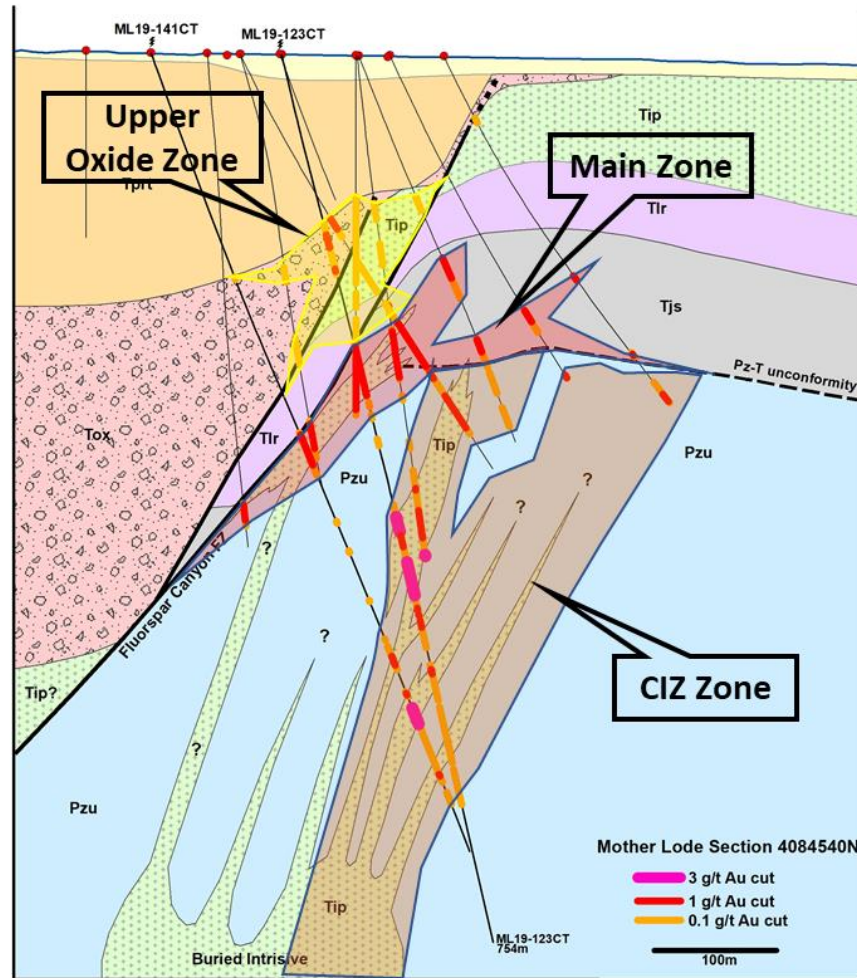 ML19-141CT
ML19-123CT
Upper
Oxide Zone
Tprt
Tip
Main Zone
Tip
Tlr
Tjs
Pz-T unconformity
Tox
Tlr
Pzu
Tip
Pzu
?
?
?
?
?
Fluorspar Canyon F
CIZ Zone
Tip?
Pzu
Tip
Buried Intrusive
Mother Lode Section 4084540N
3 g/t Au cut
1 g/t Au cut
0.1 g/t Au cut
100m
ML19-123CT
754m